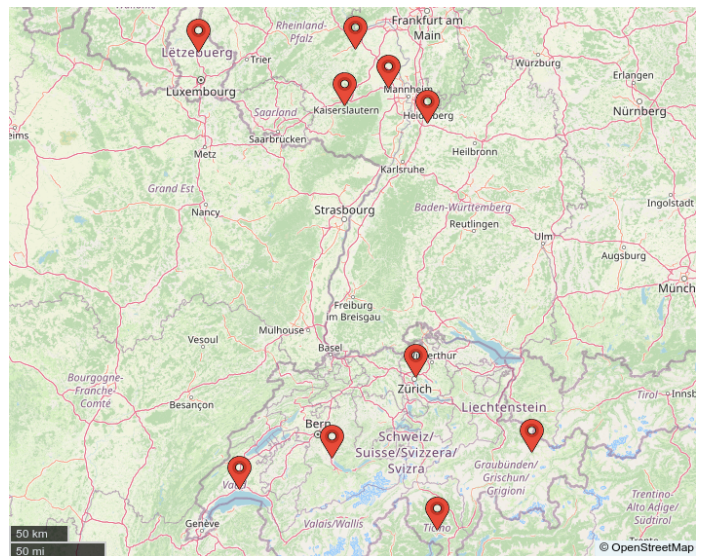 Rheinland-
Pfalz
Frankfurt am
Main
Lëtzebuerg
Trier
Würzburg
Luxembourg
Mannheim
Erlangen
Kaiserslautern
Nürnberg
Saarland
Saarbrücken
Metz
Heilbronn
Karlsruhe
Grand Est
Nancy
Strasbourg
Baden-Württemberg
Ingolstadt
Reutlingen
Ulm
Augsburg
Münch
Freiburg
im Breisgau
Mulhouse
Vesoul
Basel
Bourgogne-
Franche-
Comté
Besançon
Zürich
Liechtenstein
Tirol
Bern
Schweiz/
Suisse/Svizzera/
Svizra
Graubünden/
Grischun/
Grigioni
Valais/Wallis
Genève
Trentino-
Alto Adige/
Südtirol
50 km
50 mi
© OpenStreetMap